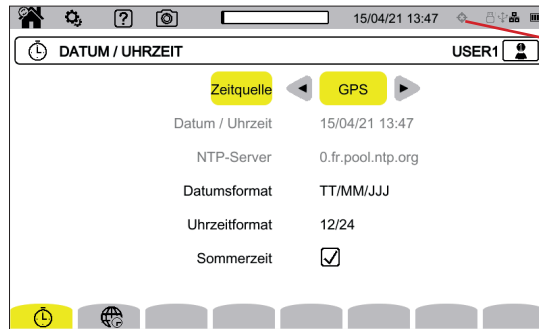 15/04/21 13:47
DATUM / UHRZEIT USER1
Zeitquelle GPS
Datum / Uhrzeit 15/04/21 13:47
NTP-Server 0.fr.pool.ntp.org
Datumsformat TT/MM/JJJ
Uhrzeitformat 12/24
Sommerzeit